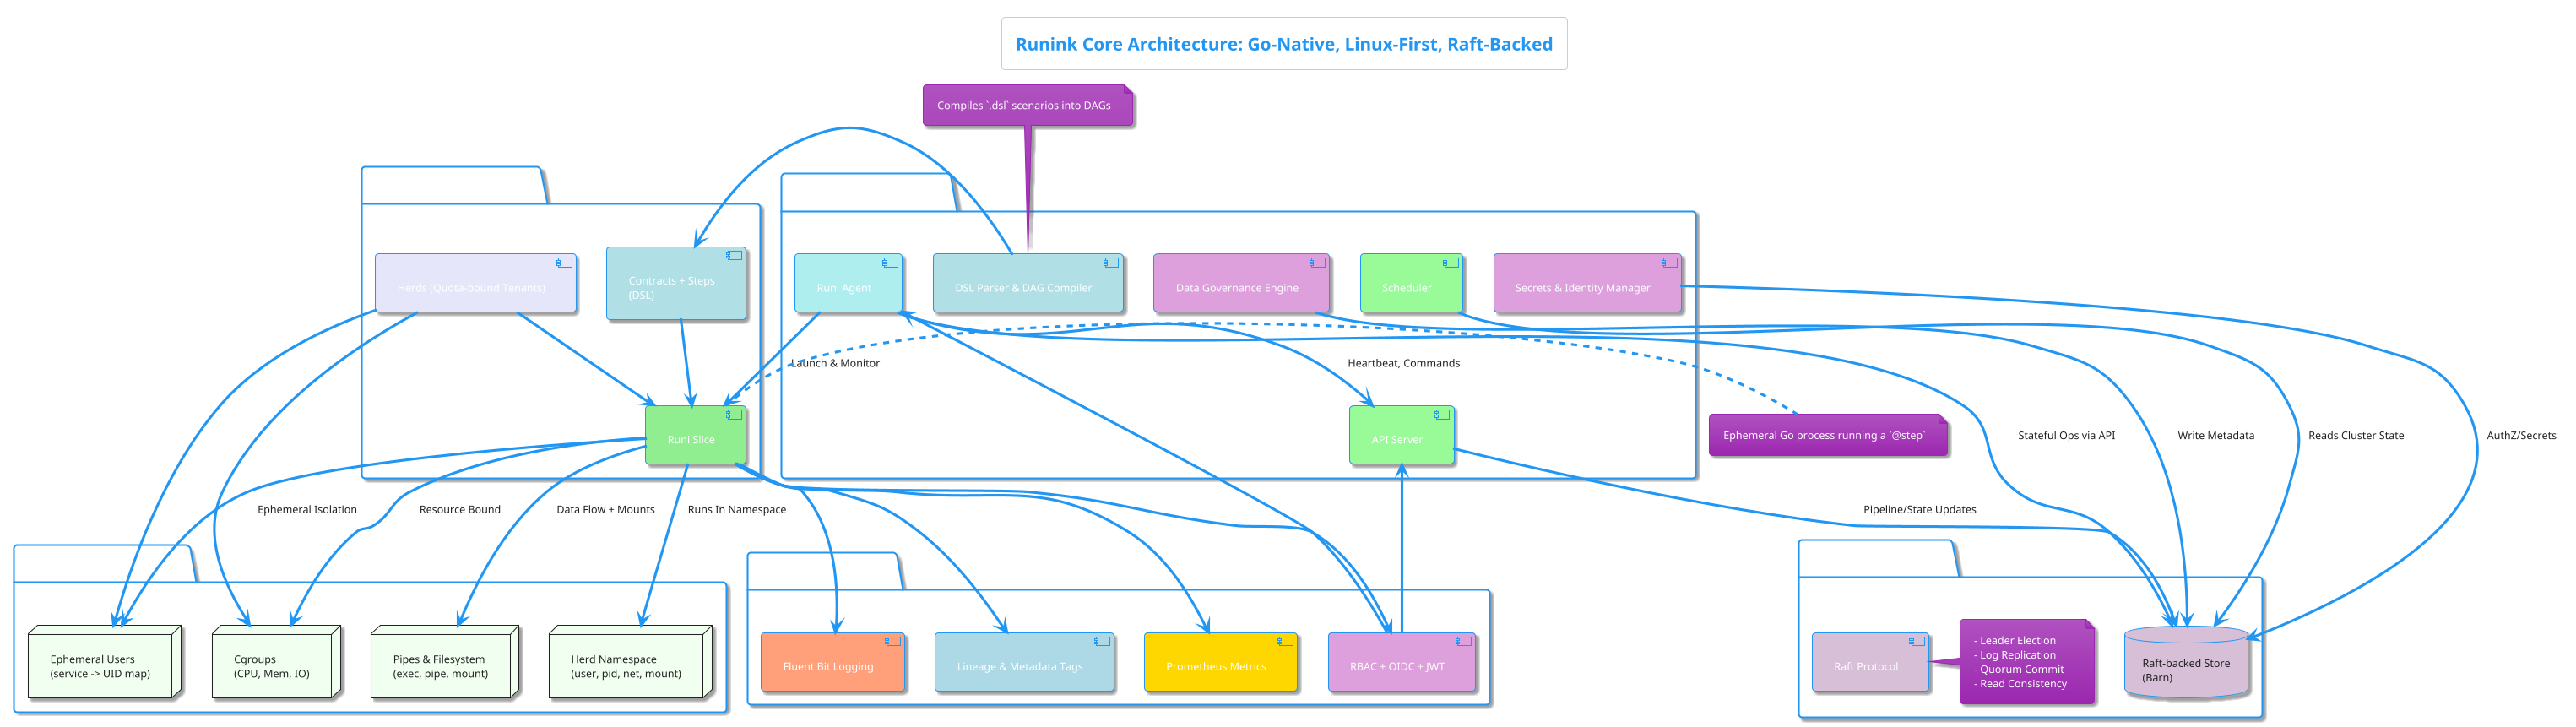 Runink Core Architecture: Go-Native, Linux-First, Raft-Backed
Compiles `.dsl` scenarios into DAGs
Herds (Quota-bound Tenants)
Contracts + Steps
(DSL)
Runi Agent
DSL Parser & DAG Compiler
Data Governance Engine
Scheduler
Secrets & Identity Manager
Launch & Monitor
Heartbeat, Commands
Runi Slice
API Server
Ephemeral Go process running a `@step`
Stateful Ops via API
Write Metadata
Reads Cluster State
AuthZ/Secrets
Ephemeral Isolation
Resource Bound
Data Flow + Mounts
Runs In Namespace
Pipeline/State Updates
Ephemeral Users
(service -> UID map)
Cgroups
(CPU, Mem, IO)
Pipes & Filesystem
(exec, pipe, mount)
Herd Namespace
(user, pid, net, mount)
Fluent Bit Logging
Lineage & Metadata Tags
Prometheus Metrics
RBAC + OIDC + JWT
Raft Protocol
- Leader Election
- Log Replication
- Quorum Commit
- Read Consistency
Raft-backed Store
(Barn)